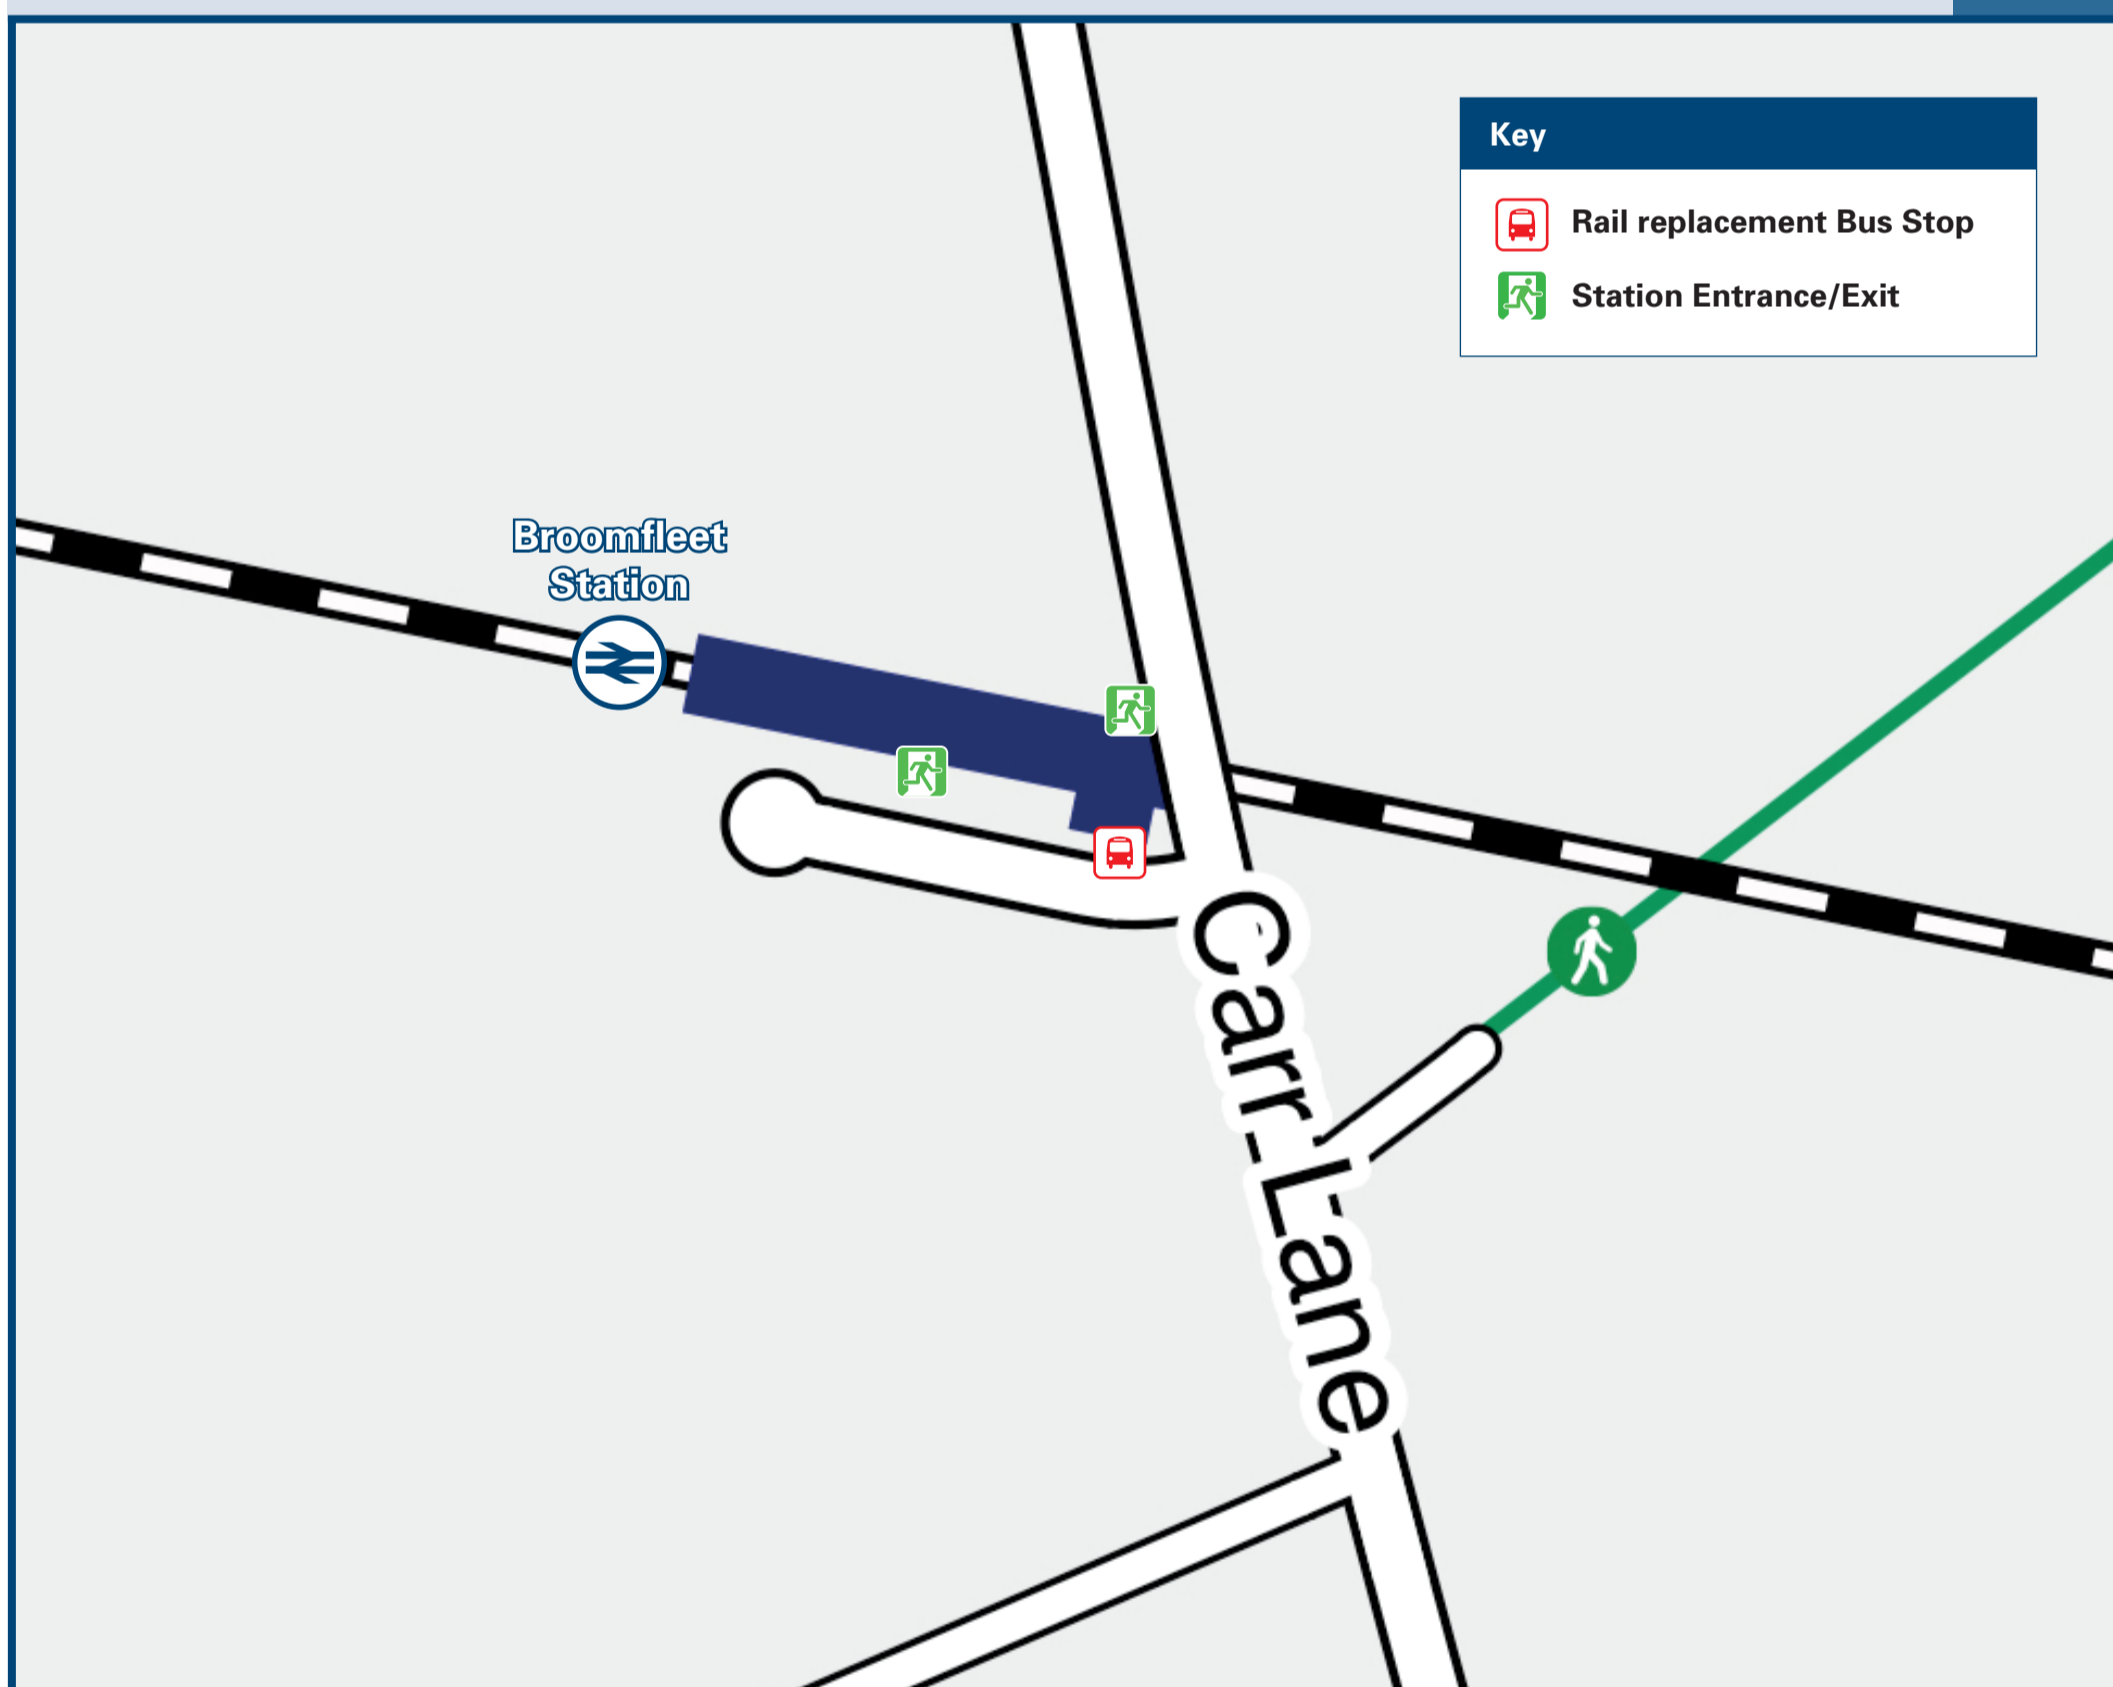 Key
Rail replacement Bus Stop
Station Entrance/Exit
Broomfleet
Station
Carr Lane